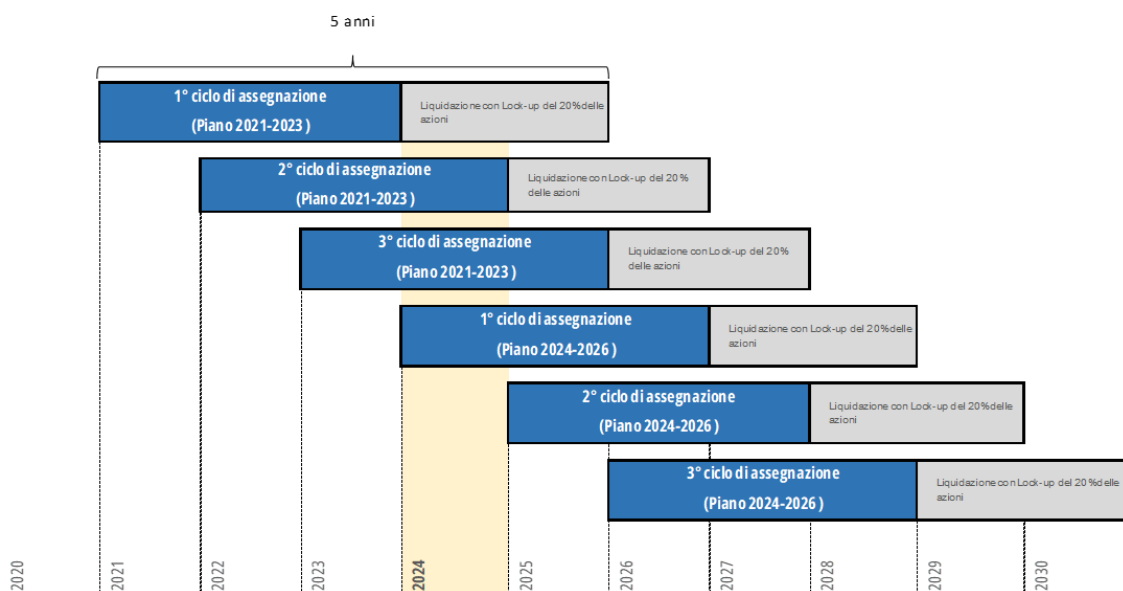 5 anni
1° ciclo di assegnazione
(Piano 2021-2023 )
Liquidazione con Lock-up del 20%delle
azioni
2° ciclo di assegnazione
(Piano 2021-2023 )
Liquidazione con Lock-up del 20%
delle azioni
3° ciclo di assegnazione
(Piano 2021-2023 )
Liquidazione con Lock-up del 20%
delle azioni
1° ciclo di assegnazione
(Piano 2024-2026 )
Liquidazione con Lock-up del 20%delle
azioni
2° ciclo di assegnazione
(Piano 2024-2026 )
Liquidazione con Lock-up del 20%delle
azioni
3° ciclo di assegnazione
(Piano 2024-2026 )
Liquidazione con Lock-up del 20%delle
azioni
2020
2021
2022
2023
2024
2025
2026
2027
2028
2029
2030